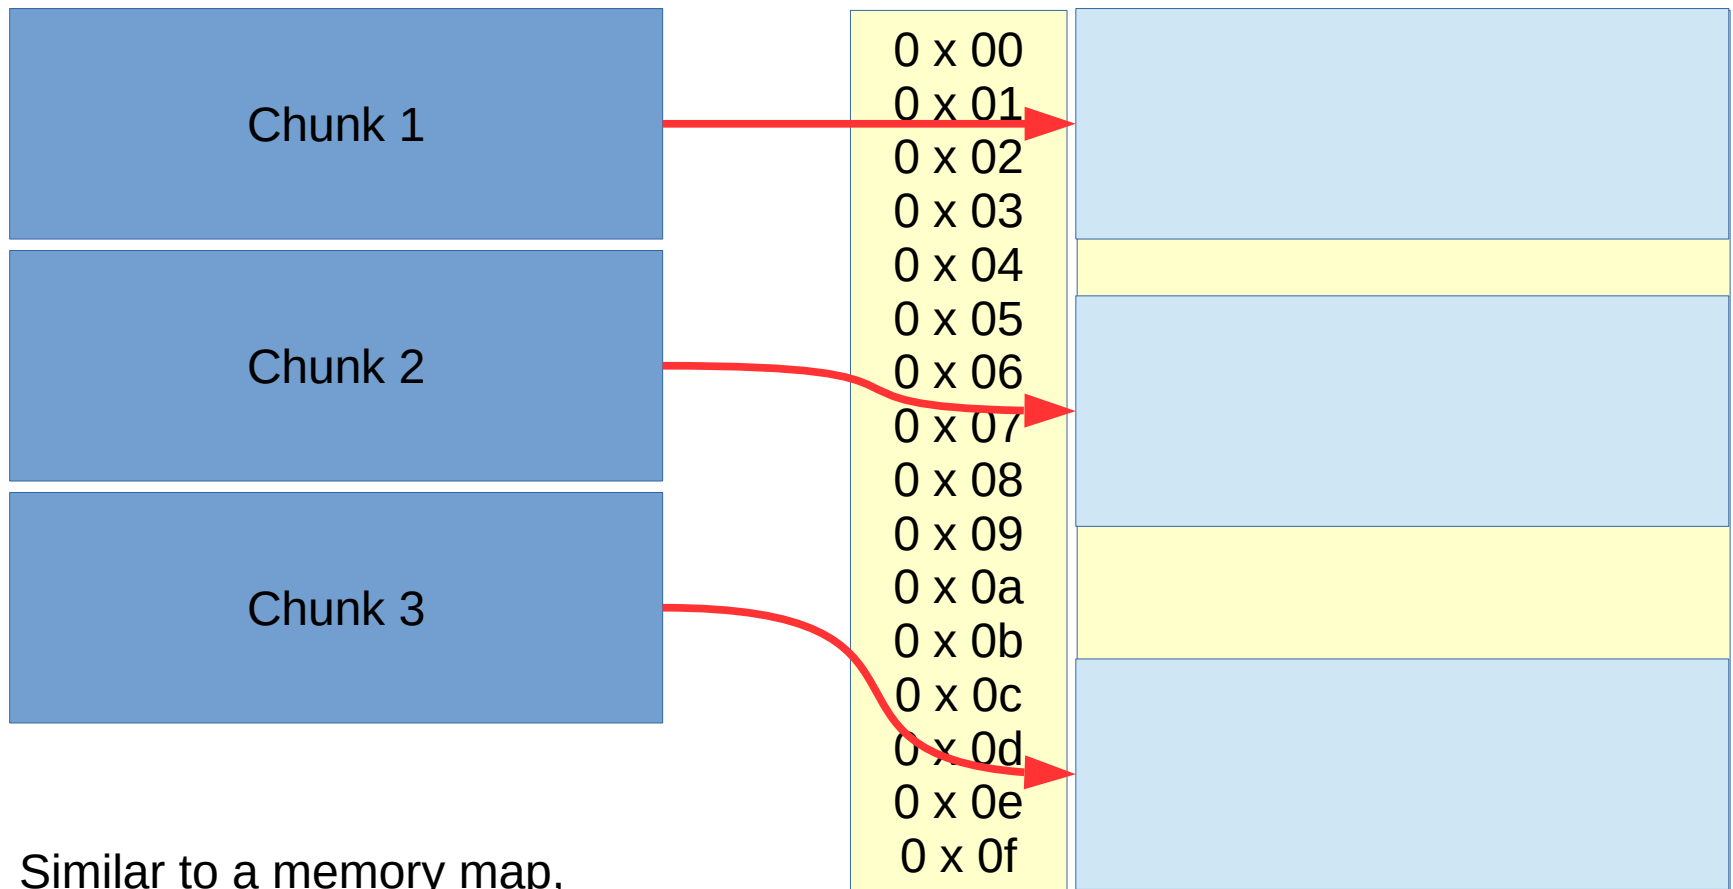 Chunk 1
Chunk 2
Chunk 3
0 x 00
0 x 01
0 x 02
0 x 03
0 x 04
0 x 05
0 x 06
0 x 07
0 x 08
0 x 09
0 x 0a
0 x 0b
0 x 0c
0 x 0d
0 x 0e
0 x 0f
Similar to a memory map,